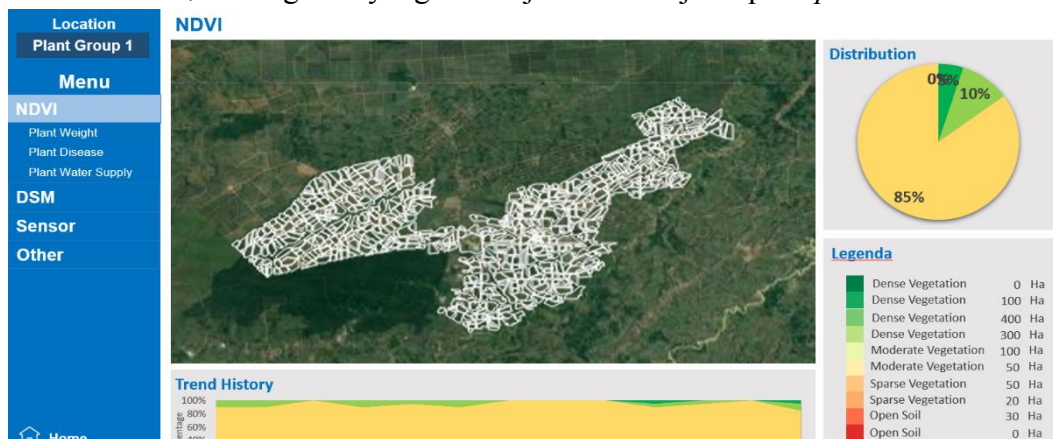 Location
Plant Group 1
Menu
NDVI
Plant Weight
Plant Disease
Plant Water Supply
DSM
Sensor
Other
Home
NDVI
Distribution
0%
10%
85%
Legenda
Dense Vegetation 0 Ha
Dense Vegetation 100 Ha
Dense Vegetation 400 Ha
Dense Vegetation 300 Ha
Moderate Vegetation 100 Ha
Moderate Vegetation 50 Ha
Sparse Vegetation 50 Ha
Sparse Vegetation 20 Ha
Open Soil 30 Ha
Open Soil 0 Ha
Trend History
100%
80%
60%